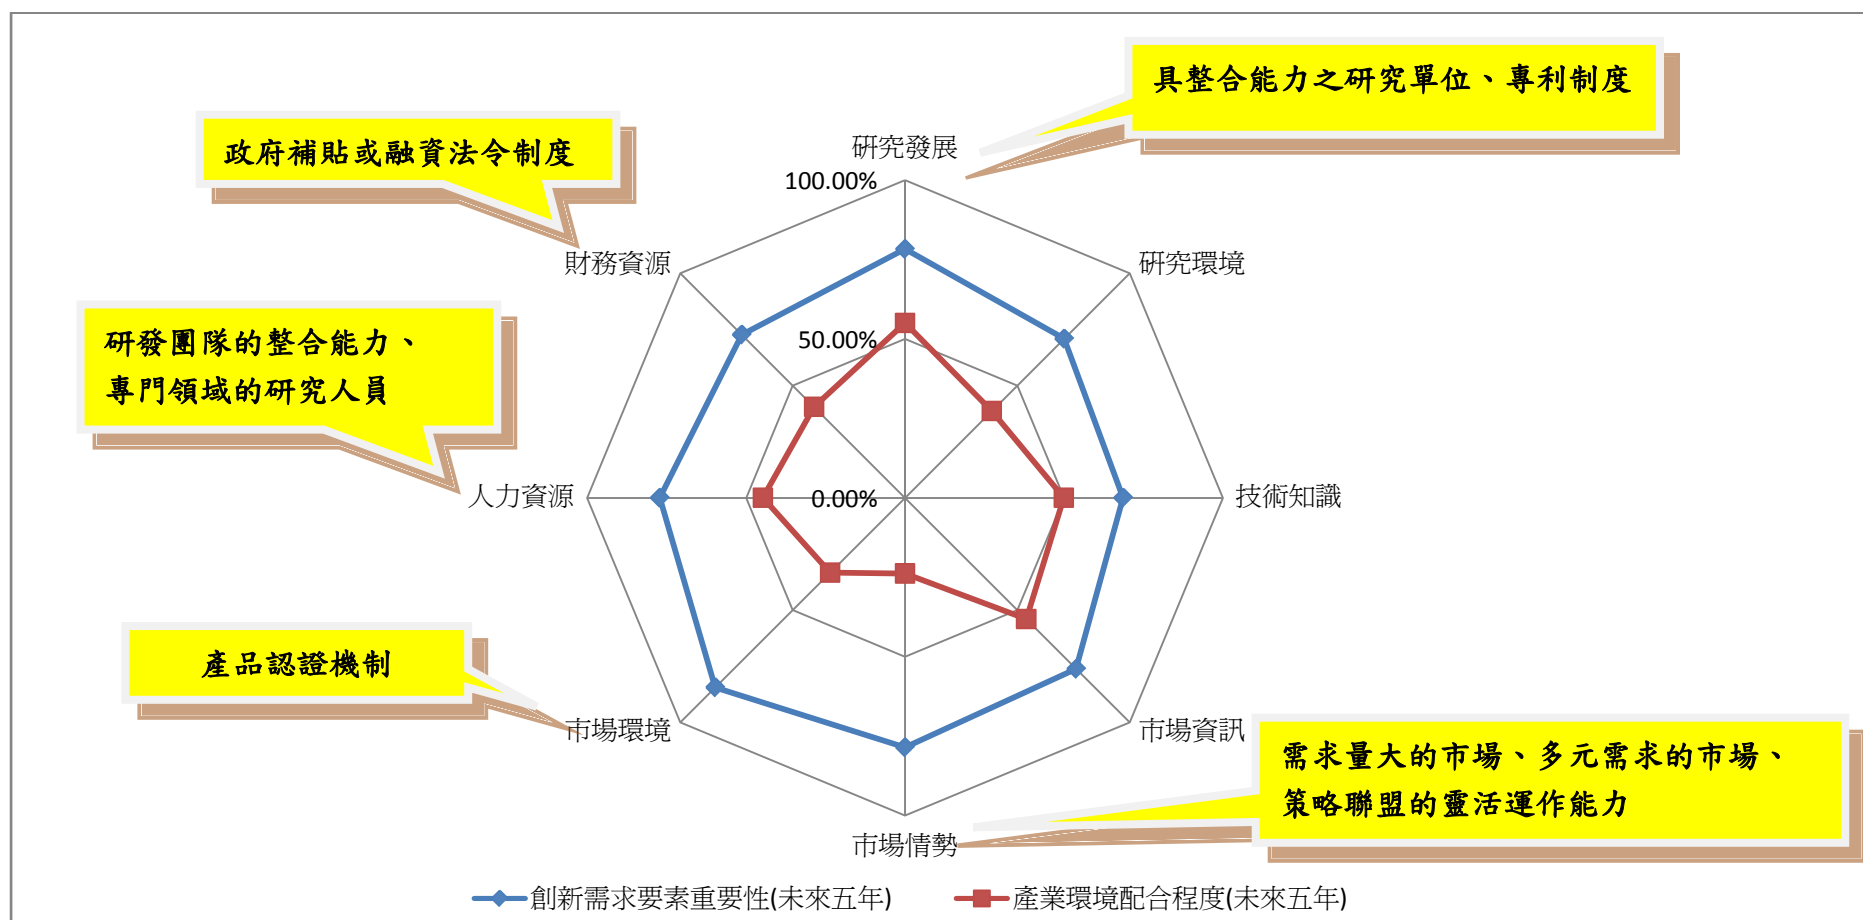 具整合能力之研究單位、專利制度
政府補貼或融資法令制度
研究發展
100.00%
財務資源
研究環境
研發團隊的整合能力、
專門領域的研究人員
50.00%
人力資源
0.00%
技術知識
產品認證機制
市場環境
市場資訊
需求量大的市場、多元需求的市場、
策略聯盟的靈活運作能力
市場情勢
創新需求要素重要性(未來五年)
產業環境配合程度(未來五年)